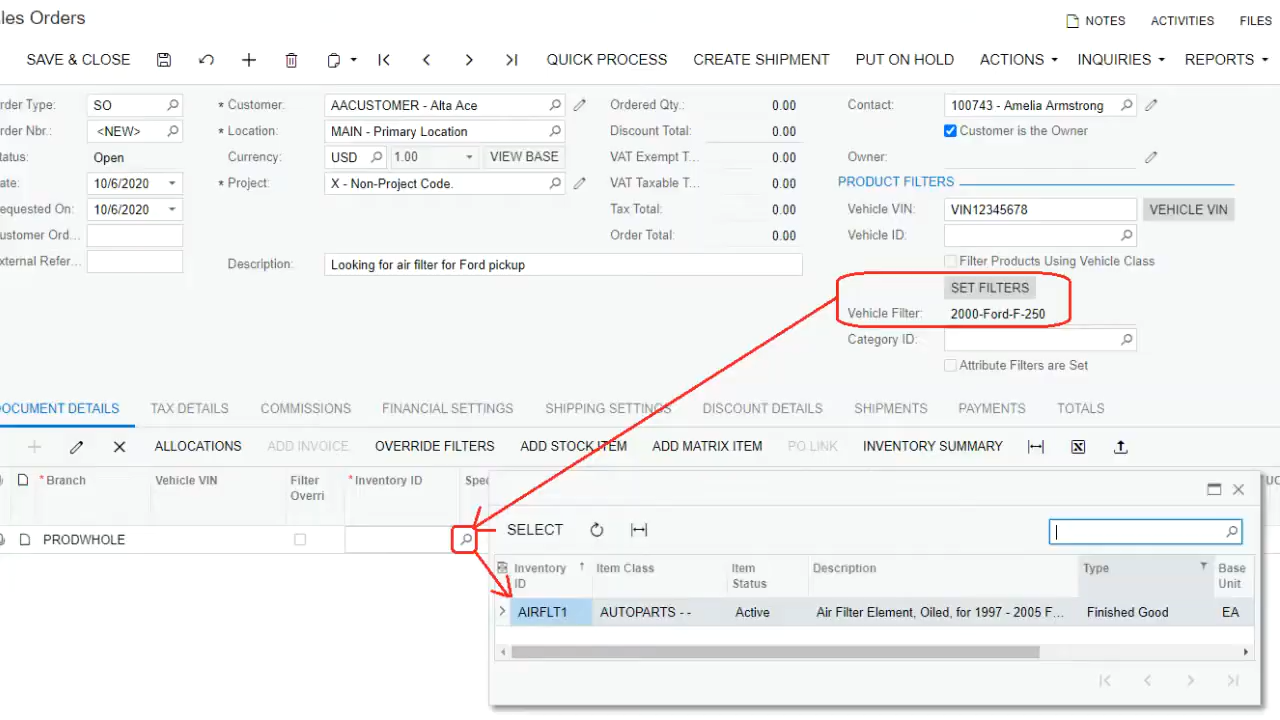 les Orders
NOTES ACTIVITIES FILES
SAVE & CLOSE QUICK PROCESS CREATE SHIPMENT PUT ON HOLD ACTIONS INQUIRIES REPORTS
rder Type: SO * Customer: AACUSTOMER - Alta Ace Ordered Qty.: 0.00 Contact: 100743 - Amelia Armstrong
rder Nbr.: <NEW> * Location: MAIN - Primary Location Discount Total: 0.00 Customer is the Owner
tatus: Open Currency: USD 1.00 VIEW BASE VAT Exempt T... 0.00 Owner:
ate: 10/6/2020 * Project: X - Non-Project Code. VAT Taxable T... 0.00 PRODUCT FILTERS
equested On: 10/6/2020 Tax Total: 0.00 Vehicle VIN: VIN12345678 VEHICLE VIN
ustomer Ord... Order Total: 0.00 Vehicle ID:
xternal Refer... Description: Looking for air filter for Ford pickup Filter Products Using Vehicle Class
SET FILTERS
Vehicle Filter: 2000-Ford-F-250
Category ID:
Attribute Filters are Set
OCUMENT DETAILS TAX DETAILS COMMISSIONS FINANCIAL SETTINGS SHIPPING SETTINGS DISCOUNT DETAILS SHIPMENTS PAYMENTS TOTALS
ALLOCATIONS ADD INVOICE OVERRIDE FILTERS ADD STOCK ITEM ADD MATRIX ITEM PO LINK INVENTORY SUMMARY
* Branch Vehicle VIN Filter Overri * Inventory ID Spec UC
PRODWHOLE
SELECT
Inventory ID Item Class Item Status Description Type Base Unit
AIRFLT1 AUTOPARTS - - Active Air Filter Element, Oiled, for 1997 - 2005 F... Finished Good EA